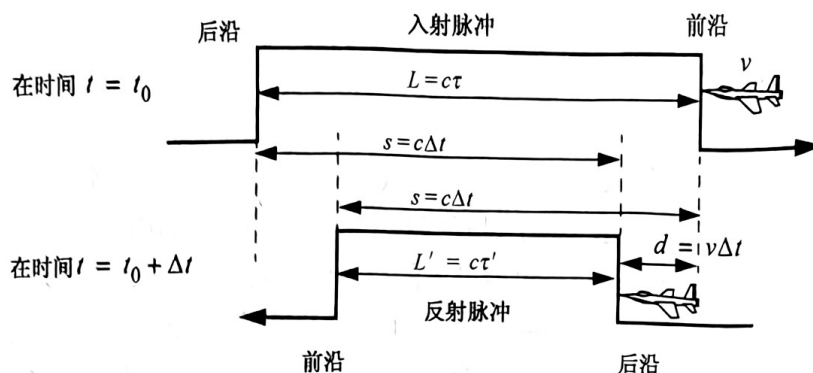 后沿 入射脉冲 前沿
在时间 t = t₀ L = cτ v
s = cΔt
s = cΔt
在时间 t = t₀ + Δt L' = cτ' d = vΔt
反射脉冲
前沿 后沿